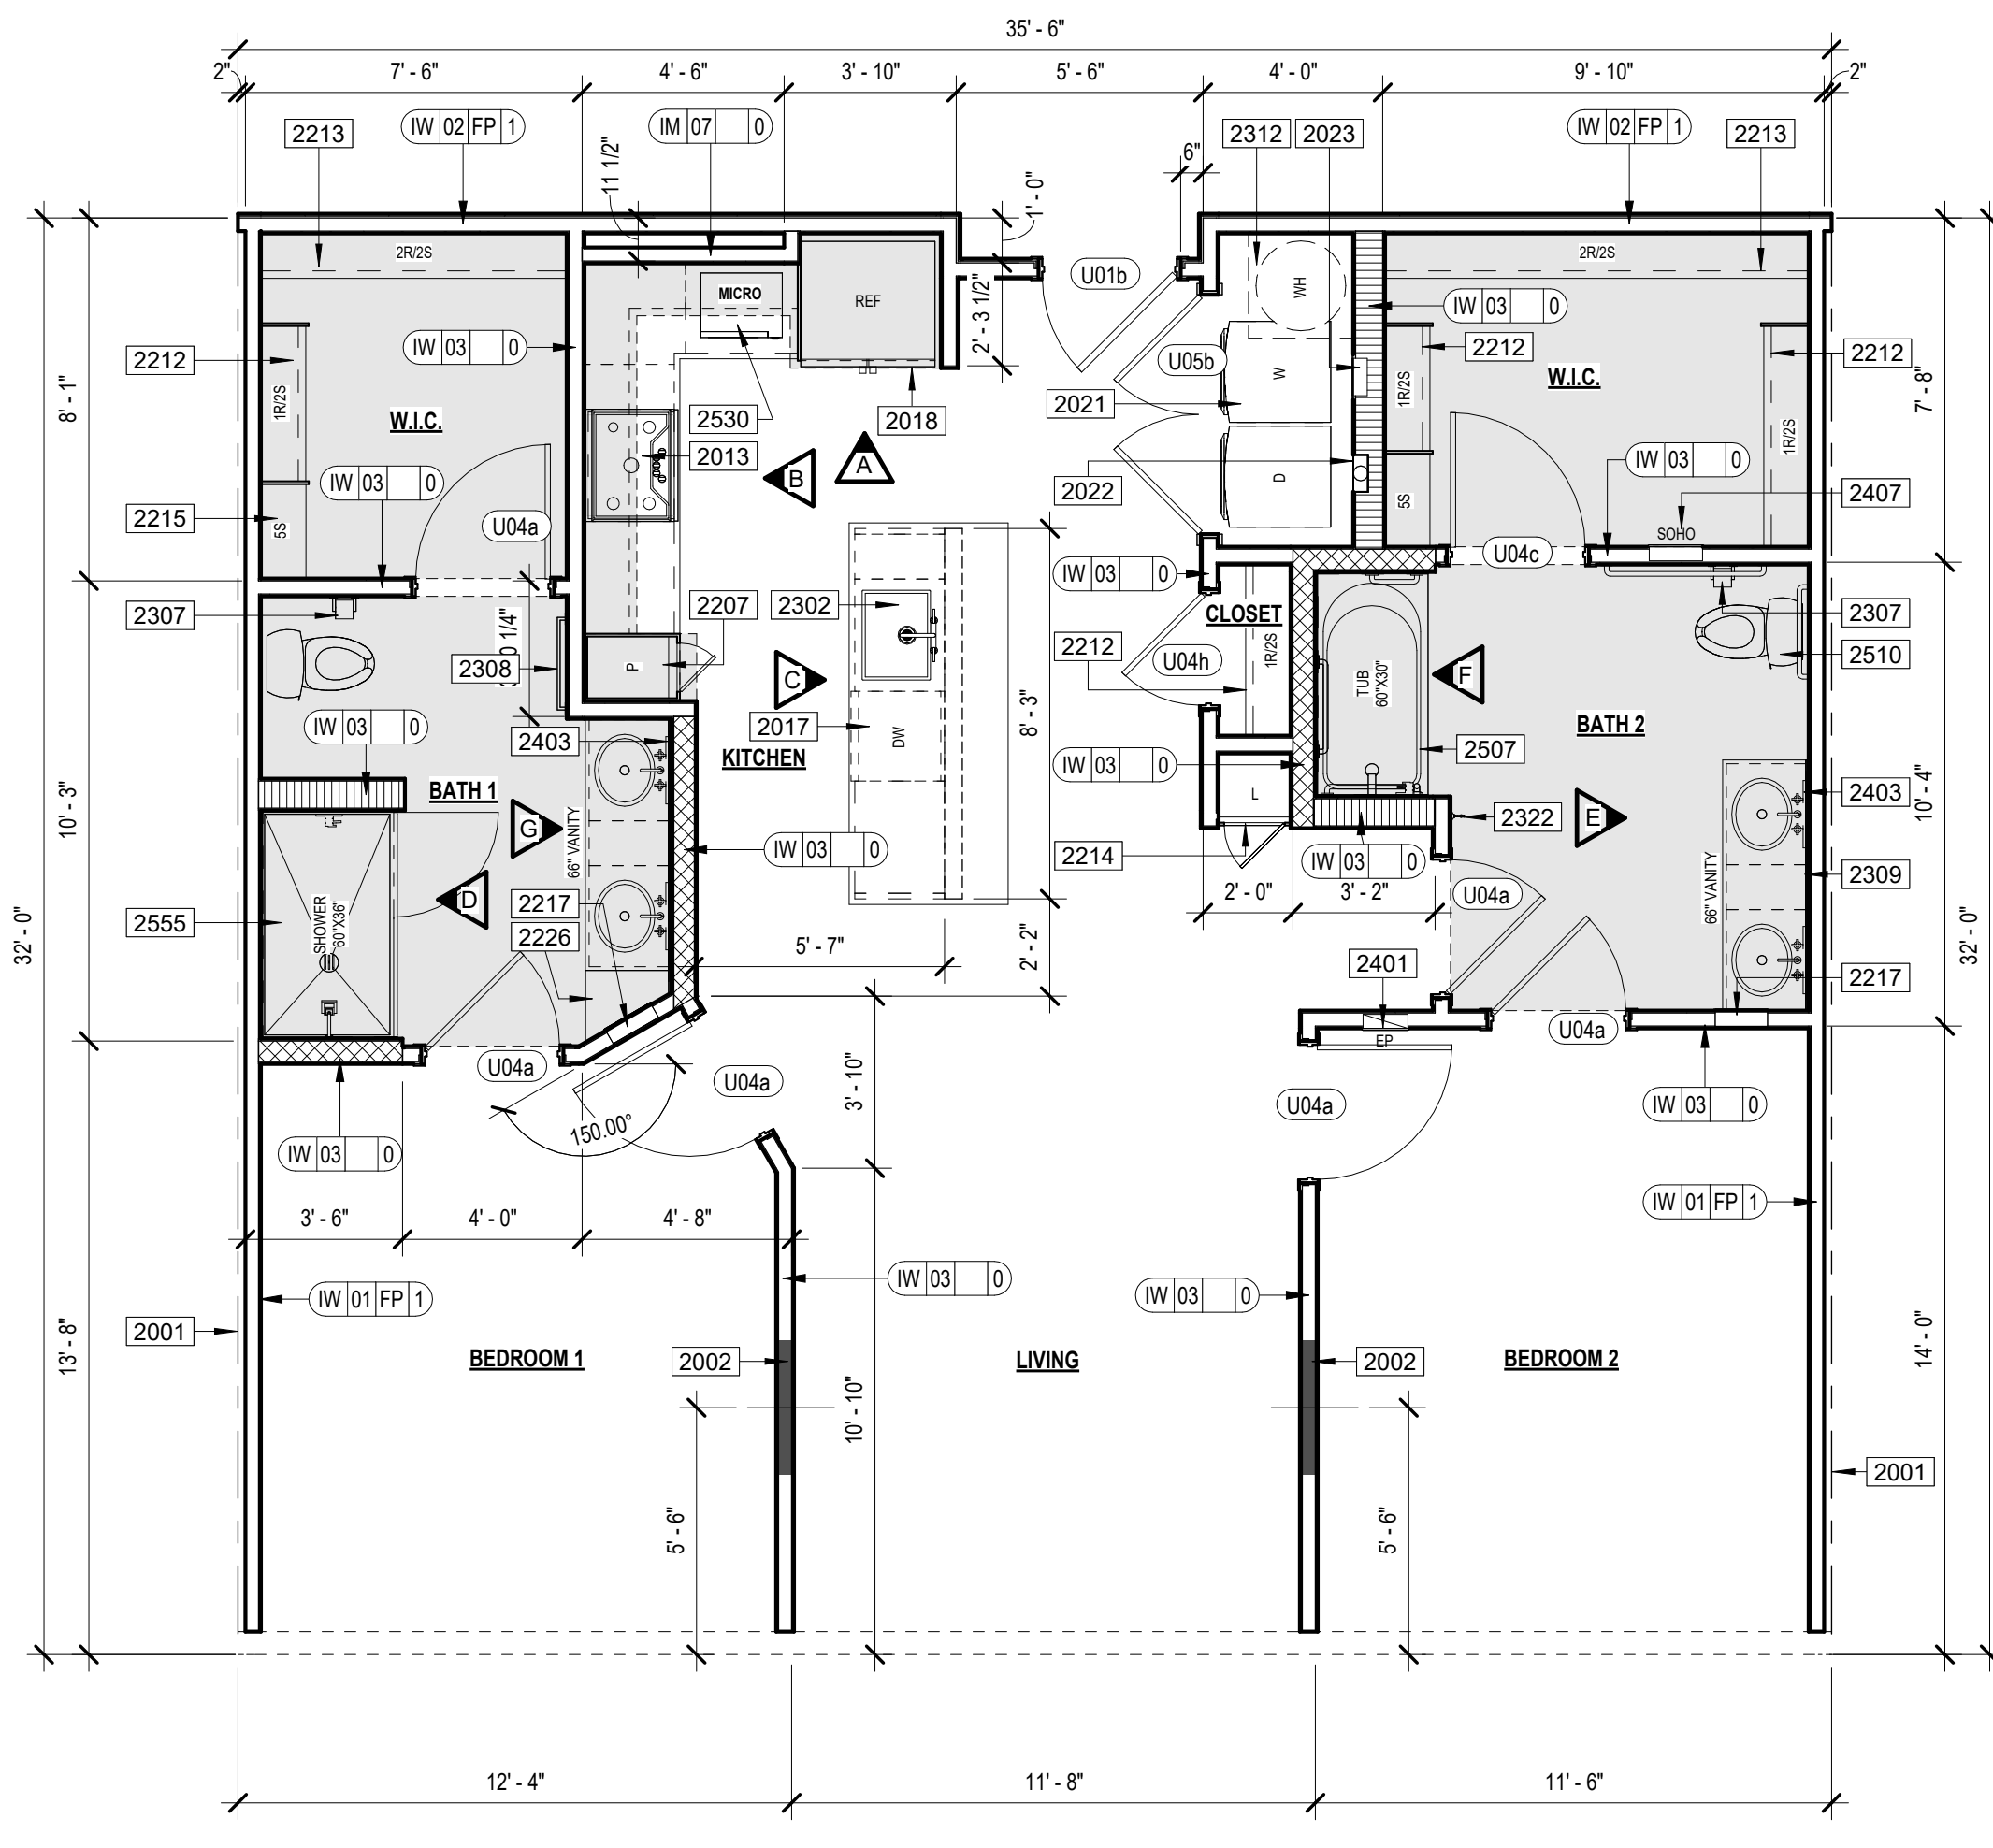 35' - 6"
2"
7' - 6"
4' - 6"
3' - 10"
5' - 6"
4' - 0"
9' - 10"
2"
2213
IW 02 FP 1
IM 07 0
11 1/2"
6"
2312
2023
IW 02 FP 1
2213
1' - 0"
2' - 3 1/2"
2R/2S
MICRO
REF
U01b
WH
2R/2S
IW 03 0
2212
IW 03 0
U05b
W
2212
2212
1R/2S
W.I.C.
2530
2018
2021
1R/2S
W.I.C.
1R/2S
8' - 1"
7' - 8"
2013
B
A
IW 03 0
IW 03 0
2215
5S
U04a
2022
D
5S
2407
SOHO
U04c
IW 03 0
2307
2207
2302
CLOSET
2307
10 1/4"
2308
P
C
2212
U04h
1R/2S
TUB
60"X30"
F
2510
IW 03 0
2403
2017
DW
8' - 3"
BATH 2
KITCHEN
IW 03 0
2507
BATH 1
L
2403
10' - 3"
10' - 4"
G
66" VANITY
IW 03 0
2322
E
2214
IW 03 0
2' - 0"
3' - 2"
U04a
66" VANITY
2309
D
2217
2226
2555
SHOWER
60"X36"
32' - 0"
32' - 0"
5' - 7"
2' - 2"
2401
2217
EP
U04a
U04a
U04a
150.00°
3' - 10"
U04a
IW 03 0
IW 03 0
3' - 6"
4' - 0"
4' - 8"
IW 01 FP 1
IW 03 0
IW 03 0
IW 01 FP 1
2001
13' - 8"
BEDROOM 1
2002
LIVING
2002
BEDROOM 2
14' - 0"
10' - 10"
2001
5' - 6"
5' - 6"
12' - 4"
11' - 8"
11' - 6"